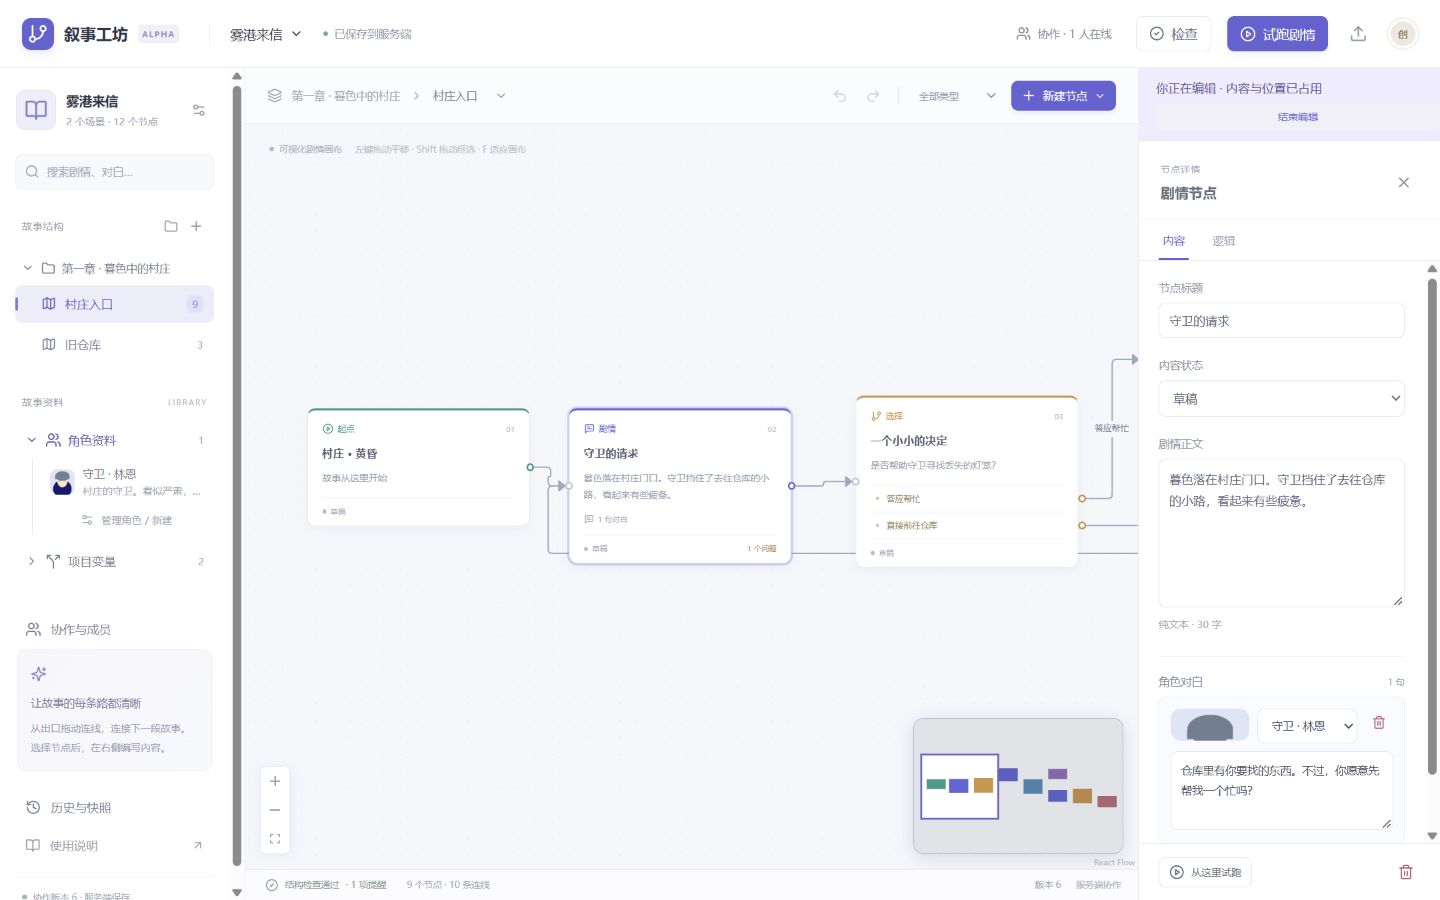 叙事工坊 ALPHA
雾港来信
已保存到服务端
协作 · 1 人在线
检查
试跑剧情
创
雾港来信
2 个场景 · 12 个节点
搜索剧情、对白...
故事结构
第一章 · 暮色中的村庄
村庄入口 9
旧仓库 3
故事资料 LIBRARY
角色资料 1
守卫 · 林恩
村庄的守卫。看似严肃，...
管理角色 / 新建
项目变量 2
协作与成员
让故事的每条路都清晰
从出口拖动连线，连接下一段故事。
选择节点后，在右侧编写内容。
历史与快照
使用说明
协作版本 6 · 服务端保存
第一章 · 暮色中的村庄 > 村庄入口
全部类型
新建节点
可视化剧情画布 左键拖动平移 · Shift 拖动框选 · F 适应画布
起点 01
村庄 • 黄昏
故事从这里开始
草稿
剧情 02
守卫的请求
暮色落在村庄门口。守卫挡住了去往仓库的小
路，看起来有些疲惫。
1 句对白
草稿 1 个问题
选择 03
一个小小的决定
是否帮助守卫寻找丢失的灯笼？
答应帮忙
直接前往仓库
草稿
答应帮忙
React Flow
结构检查通过 · 1 项提醒 9 个节点 · 10 条连线
版本 6 服务端协作
你正在编辑 · 内容与位置已占用
结束编辑
节点详情
剧情节点
内容 逻辑
节点标题
守卫的请求
内容状态
草稿
剧情正文
暮色落在村庄门口。守卫挡住了去往仓库
的小路，看起来有些疲惫。
纯文本 · 30 字
角色对白 1 句
守卫 · 林恩
仓库里有你要找的东西。不过，你愿意先
帮我一个忙吗？
从这里试跑